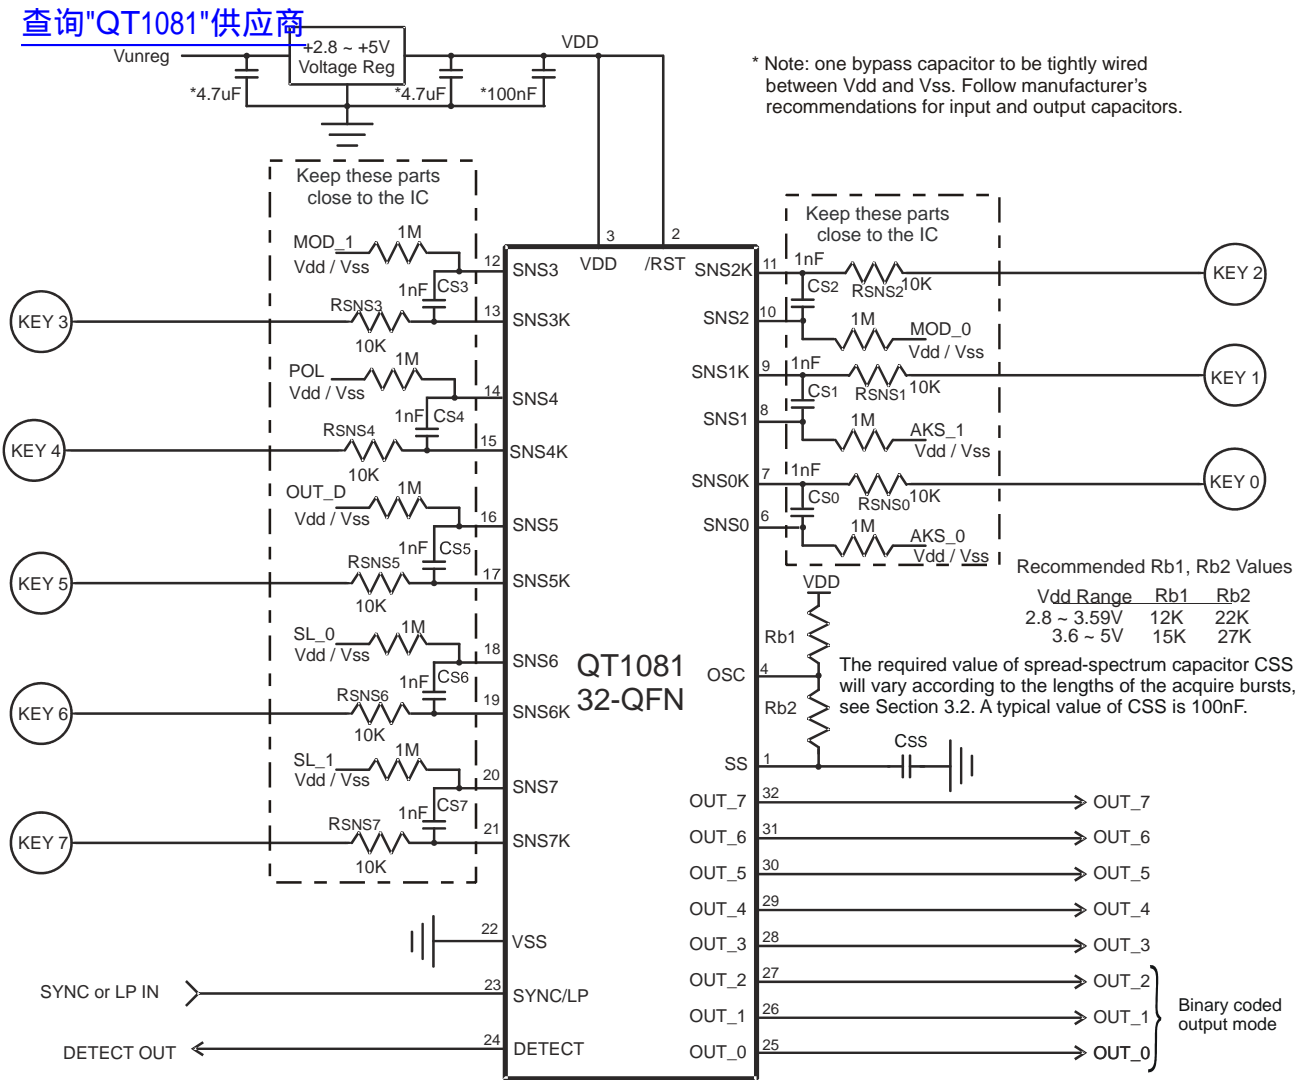 查询"QT1081"供应商
Vunreg
+2.8 ~ +5V
Voltage Reg
VDD
*4.7uF
*4.7uF
*100nF
* Note: one bypass capacitor to be tightly wired
between Vdd and Vss. Follow manufacturer's
recommendations for input and output capacitors.
Keep these parts
close to the IC
MOD_1
Vdd / Vss
1M
12
SNS3
1nF
CS3
RSNS3
10K
13
SNS3K
KEY 3
POL
Vdd / Vss
1M
14
SNS4
1nF
CS4
RSNS4
10K
15
SNS4K
KEY 4
OUT_D
Vdd / Vss
1M
16
SNS5
1nF
CS5
RSNS5
10K
17
SNS5K
KEY 5
SL_0
Vdd / Vss
1M
18
SNS6
1nF
CS6
RSNS6
10K
19
SNS6K
KEY 6
SL_1
Vdd / Vss
1M
20
SNS7
1nF
CS7
RSNS7
10K
21
SNS7K
KEY 7
22
VSS
SYNC or LP IN
23
SYNC/LP
DETECT OUT
24
DETECT
3
VDD
2
/RST
QT1081
32-QFN
Keep these parts
close to the IC
SNS2K
11
1nF
CS2
RSNS2
10K
KEY 2
SNS2
10
1M
MOD_0
Vdd / Vss
SNS1K
9
1nF
CS1
RSNS1
10K
KEY 1
SNS1
8
1M
AKS_1
Vdd / Vss
SNS0K
7
1nF
CS0
RSNS0
10K
KEY 0
SNS0
6
1M
AKS_0
Vdd / Vss
Recommended Rb1, Rb2 Values
Vdd Range Rb1 Rb2
2.8 ~ 3.59V 12K 22K
3.6 ~ 5V 15K 27K
VDD
Rb1
OSC
4
Rb2
The required value of spread-spectrum capacitor CSS
will vary according to the lengths of the acquire bursts,
see Section 3.2. A typical value of CSS is 100nF.
SS
1
CSS
OUT_7 32 OUT_7
OUT_6 31 OUT_6
OUT_5 30 OUT_5
OUT_4 29 OUT_4
OUT_3 28 OUT_3
OUT_2 27 OUT_2
OUT_1 26 OUT_1
OUT_0 25 OUT_0
Binary coded
output mode